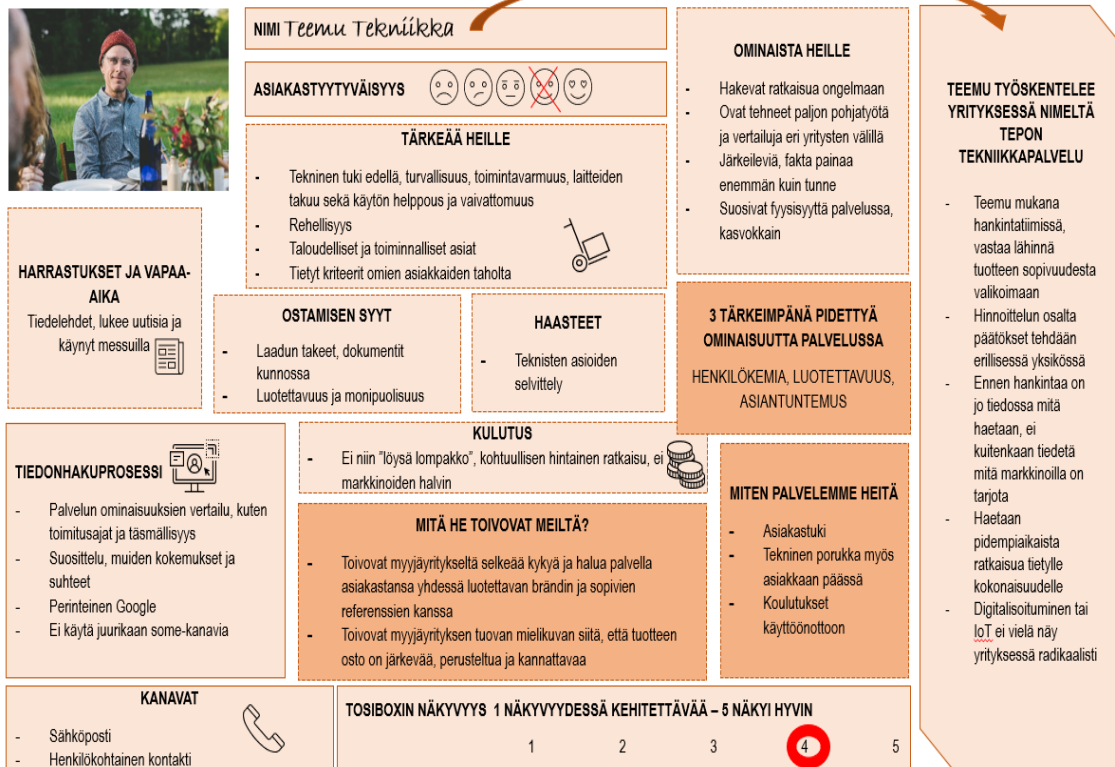 NIMI Teemu Tekniikka
ASIAKASTYYTYVÄISYYS
TÄRKEÄÄ HEILLE
- Tekninen tuki edellä, turvallisuus, toimintavarmuus, laitteiden
takuu sekä käytön helppous ja vaivattomuus
- Rehellisyys
- Taloudelliset ja toiminnalliset asiat
- Tietyt kriteerit omien asiakkaiden taholta
OMINAISTA HEILLE
- Hakevat ratkaisua ongelmaan
- Ovat tehneet paljon pohjatyötä
ja vertailuja eri yritysten välillä
- Järkeileviä, fakta painaa
enemmän kuin tunne
- Suosivat fyysisyyttä palvelussa,
kasvokkain
TEEMU TYÖSKENTELEE
YRITYKSESSÄ NIMELTÄ
TEPON
TEKNIIKKAPALVELU
- Teemu mukana
hankintatiimissä,
vastaa lähinnä
tuotteen sopivuudesta
valikoimaan
- Hinnoittelun osalta
päätökset tehdään
erillisessä yksikössä
- Ennen hankintaa on
jo tiedossa mitä
haetaan, ei
kuitenkaan tiedetä
mitä markkinoilla on
tarjota
- Haetaan
pidempiaikaista
ratkaisua tietylle
kokonaisuudelle
- Digitalisoituminen tai
IoT ei vielä näy
yrityksessä radikaalisti
HARRASTUKSET JA VAPAA-
AIKA
Tiedelehdet, lukee uutisia ja
käynyt messuilla
OSTAMISEN SYYT
- Laadun takeet, dokumentit
kunnossa
- Luotettavuus ja monipuolisuus
HAASTEET
- Teknisten asioiden
selvittely
3 TÄRKEIMPÄNÄ PIDETTYÄ
OMINAISUUTTA PALVELUSSA
HENKILÖKEMIA, LUOTETTAVUUS,
ASIANTUNTEMUS
TIEDONHAKUPROSESSI
- Palvelun ominaisuuksien vertailu, kuten
toimitusajat ja täsmällisyys
- Suosittelu, muiden kokemukset ja
suhteet
- Perinteinen Google
- Ei käytä juurikaan some-kanavia
KULUTUS
- Ei niin ”löysä lompakko”, kohtuullisen hintainen ratkaisu, ei
markkinoiden halvin
MITÄ HE TOIVOVAT MEILTÄ?
- Toivovat myyjäyritykseltä selkeää kykyä ja halua palvella
asiakastansa yhdessä luotettavan brändin ja sopivien
referenssien kanssa
- Toivovat myyjäyrityksen tuovan mielikuvan siitä, että tuotteen
osto on järkevää, perusteltua ja kannattavaa
MITEN PALVELEMME HEITÄ
- Asiakastuki
- Tekninen porukka myös
asiakkaan päässä
- Koulutukset
käyttöönottoon
KANAVAT
- Sähköposti
- Henkilökohtainen kontakti
TOSIBOXIN NÄKYVYYS 1 NÄKYVYYDESSÄ KEHITETTÄVÄÄ – 5 NÄKYI HYVIN
1 2 3 4 5